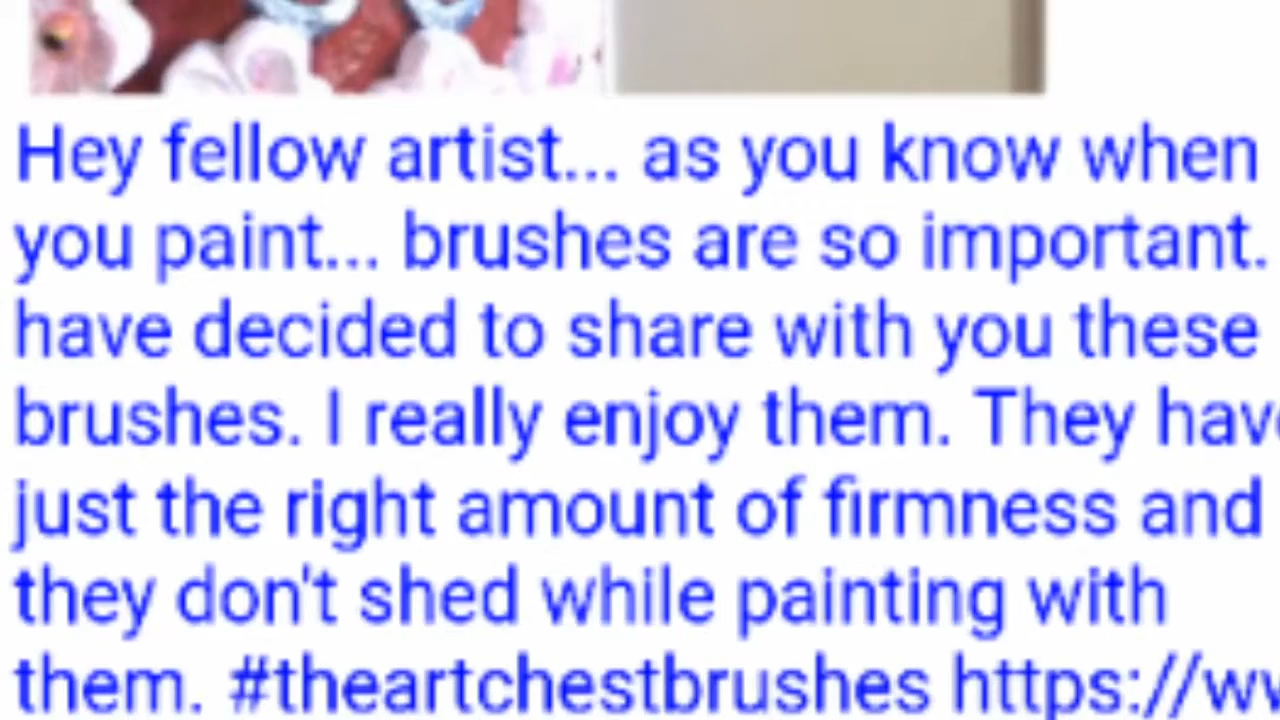 Hey fellow artist... as you know when
you paint... brushes are so important.
have decided to share with you these
brushes. I really enjoy them. They have
just the right amount of firmness and
they don't shed while painting with
them. #theartchestbrushes https://w